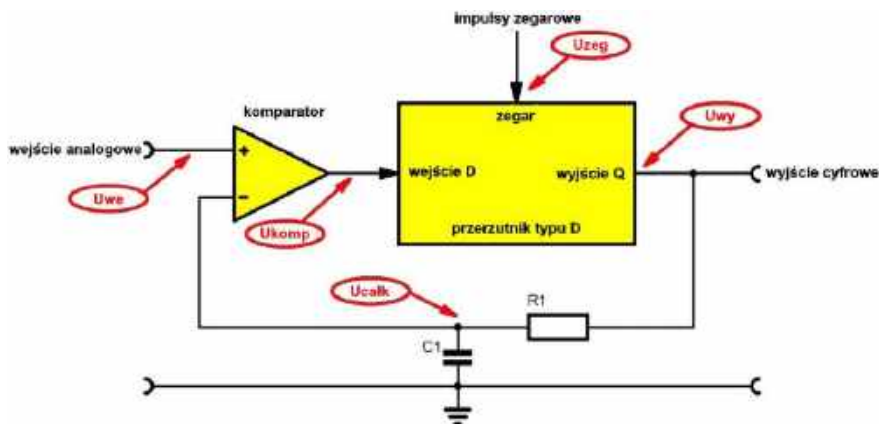 impulsy zegarowe
Uzeg
komparator
zegar
Uwy
wejście analogowe
+
wejście D
wyjście Q
wyjście cyfrowe
Uwe
-
Ukomp
przerzutnik typu D
Ucałk
R1
C1